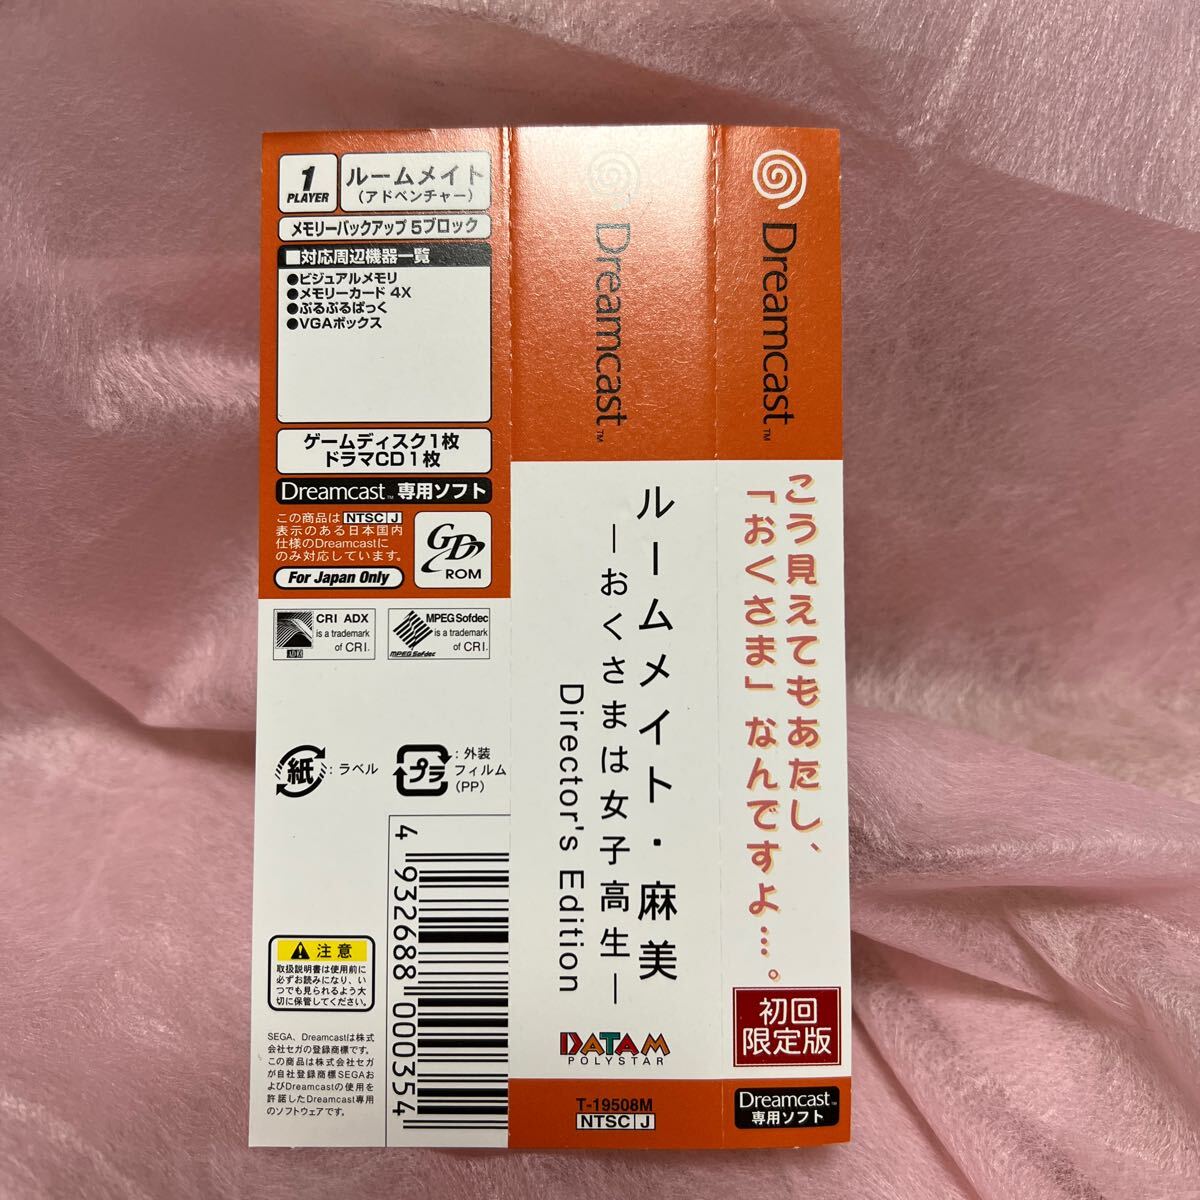 1
PLAYER
ルームメイト
(アドベンチャー)
メモリーバックアップ 5ブロック
■対応周辺機器一覧
●ビジュアルメモリ
●メモリーカード 4X
●ぷるぷるぱっく
●VGAボックス
ゲームディスク1枚
ドラマCD1枚
Dreamcast™ 専用ソフト
この商品は NTSC J
表示のある日本国内
仕様のDreamcastに
のみ対応しています。
For Japan Only
GD
ROM
CRI ADX
is a trademark
of CRI.
MPEG Sofdec
is a trademark
of CRI.
MPEG Sofdec
紙
: ラベル
プラ
: 外装
フィルム
(PP)
4 932688 000354
注意
取扱説明書は使用前に
必ずお読みになり、い
つでも見られるよう大
切に保管してください。
SEGA、Dreamcastは株式
会社セガの登録商標です。
この商品は株式会社セガ
が自社登録商標SEGAお
よびDreamcastの使用を
許諾したDreamcast専用
のソフトウェアです。
Dreamcast™
ルームメイト・麻美
―おくさまは女子高生―
Director's Edition
DATAM
POLYSTAR
T-19508M
NTSC J
Dreamcast™
こう見えてもあたし、
「おくさま」なんですよ…。
初回
限定版
Dreamcast™
専用ソフト